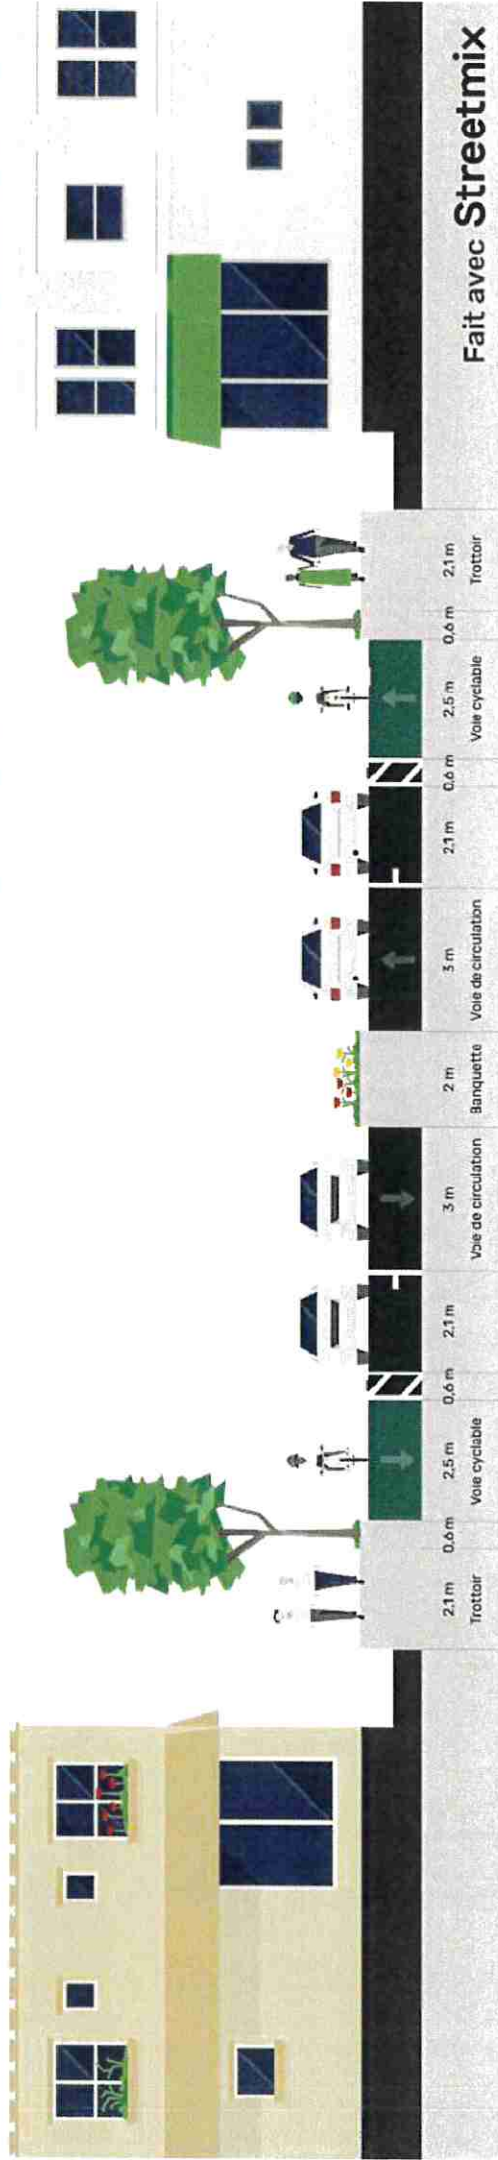 2,1 m
0,6 m
2,5 m
0,6 m
2,1 m
3 m
2 m
3 m
2,1 m
0,6 m
2,5 m
0,6 m
2,1 m
Trottoir
Voie cyclable
Voie de circulation
Banquette
Voie de circulation
Voie cyclable
Trottoir
Fait avec Streetmix